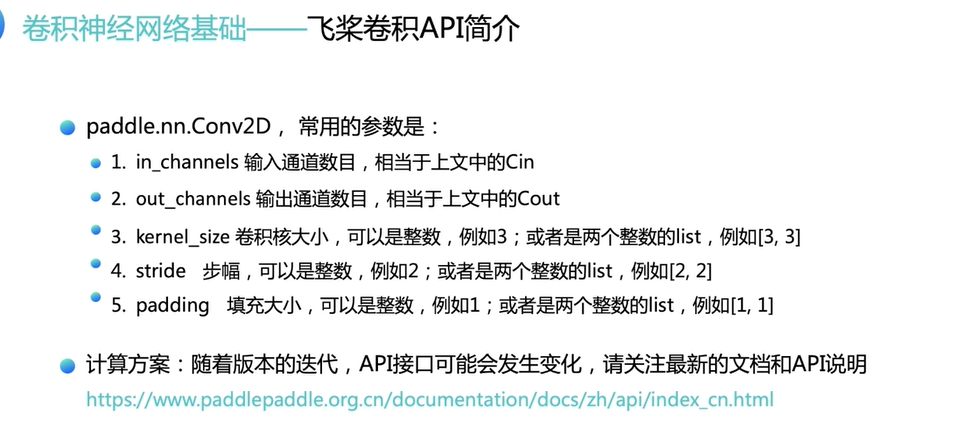 卷积神经网络基础——飞桨卷积API简介
paddle.nn.Conv2D，常用的参数是：
1. in_channels 输入通道数目，相当于上文中的Cin
2. out_channels 输出通道数目，相当于上文中的Cout
3. kernel_size 卷积核大小，可以是整数，例如3；或者是两个整数的list，例如[3, 3]
4. stride 步幅，可以是整数，例如2；或者是两个整数的list，例如[2, 2]
5. padding 填充大小，可以是整数，例如1；或者是两个整数的list，例如[1, 1]
计算方案：随着版本的迭代，API接口可能会发生变化，请关注最新的文档和API说明
https://www.paddlepaddle.org.cn/documentation/docs/zh/api/index_cn.html